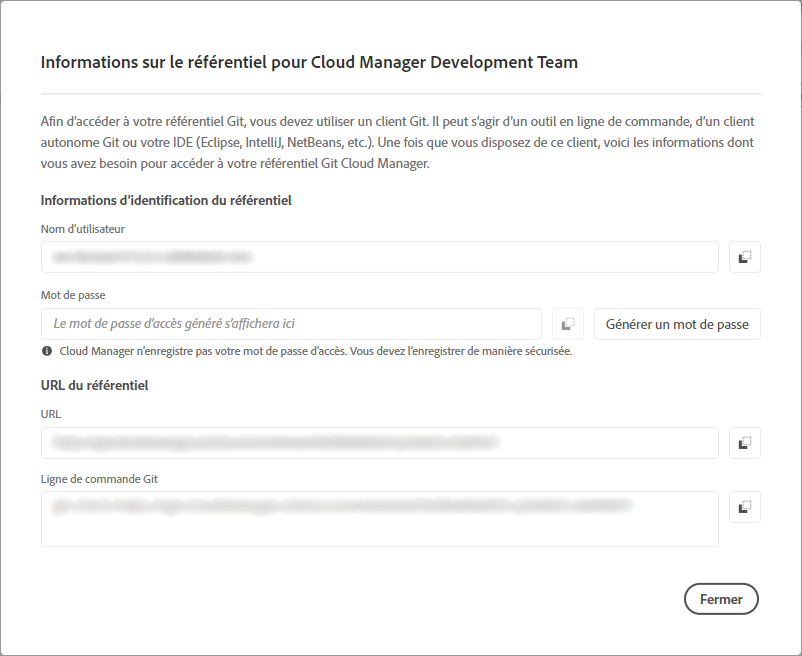 Informations sur le référentiel pour Cloud Manager Development Team
Afin d’accéder à votre référentiel Git, vous devez utiliser un client Git. Il peut s’agir d’un outil en ligne de commande, d’un client
autonome Git ou votre IDE (Eclipse, IntelliJ, NetBeans, etc.). Une fois que vous disposez de ce client, voici les informations dont
vous avez besoin pour accéder à votre référentiel Git Cloud Manager.
Informations d’identification du référentiel
Nom d’utilisateur
Mot de passe
Le mot de passe d’accès généré s’affichera ici
Générer un mot de passe
Cloud Manager n’enregistre pas votre mot de passe d’accès. Vous devez l’enregistrer de manière sécurisée.
URL du référentiel
URL
Ligne de commande Git
Fermer